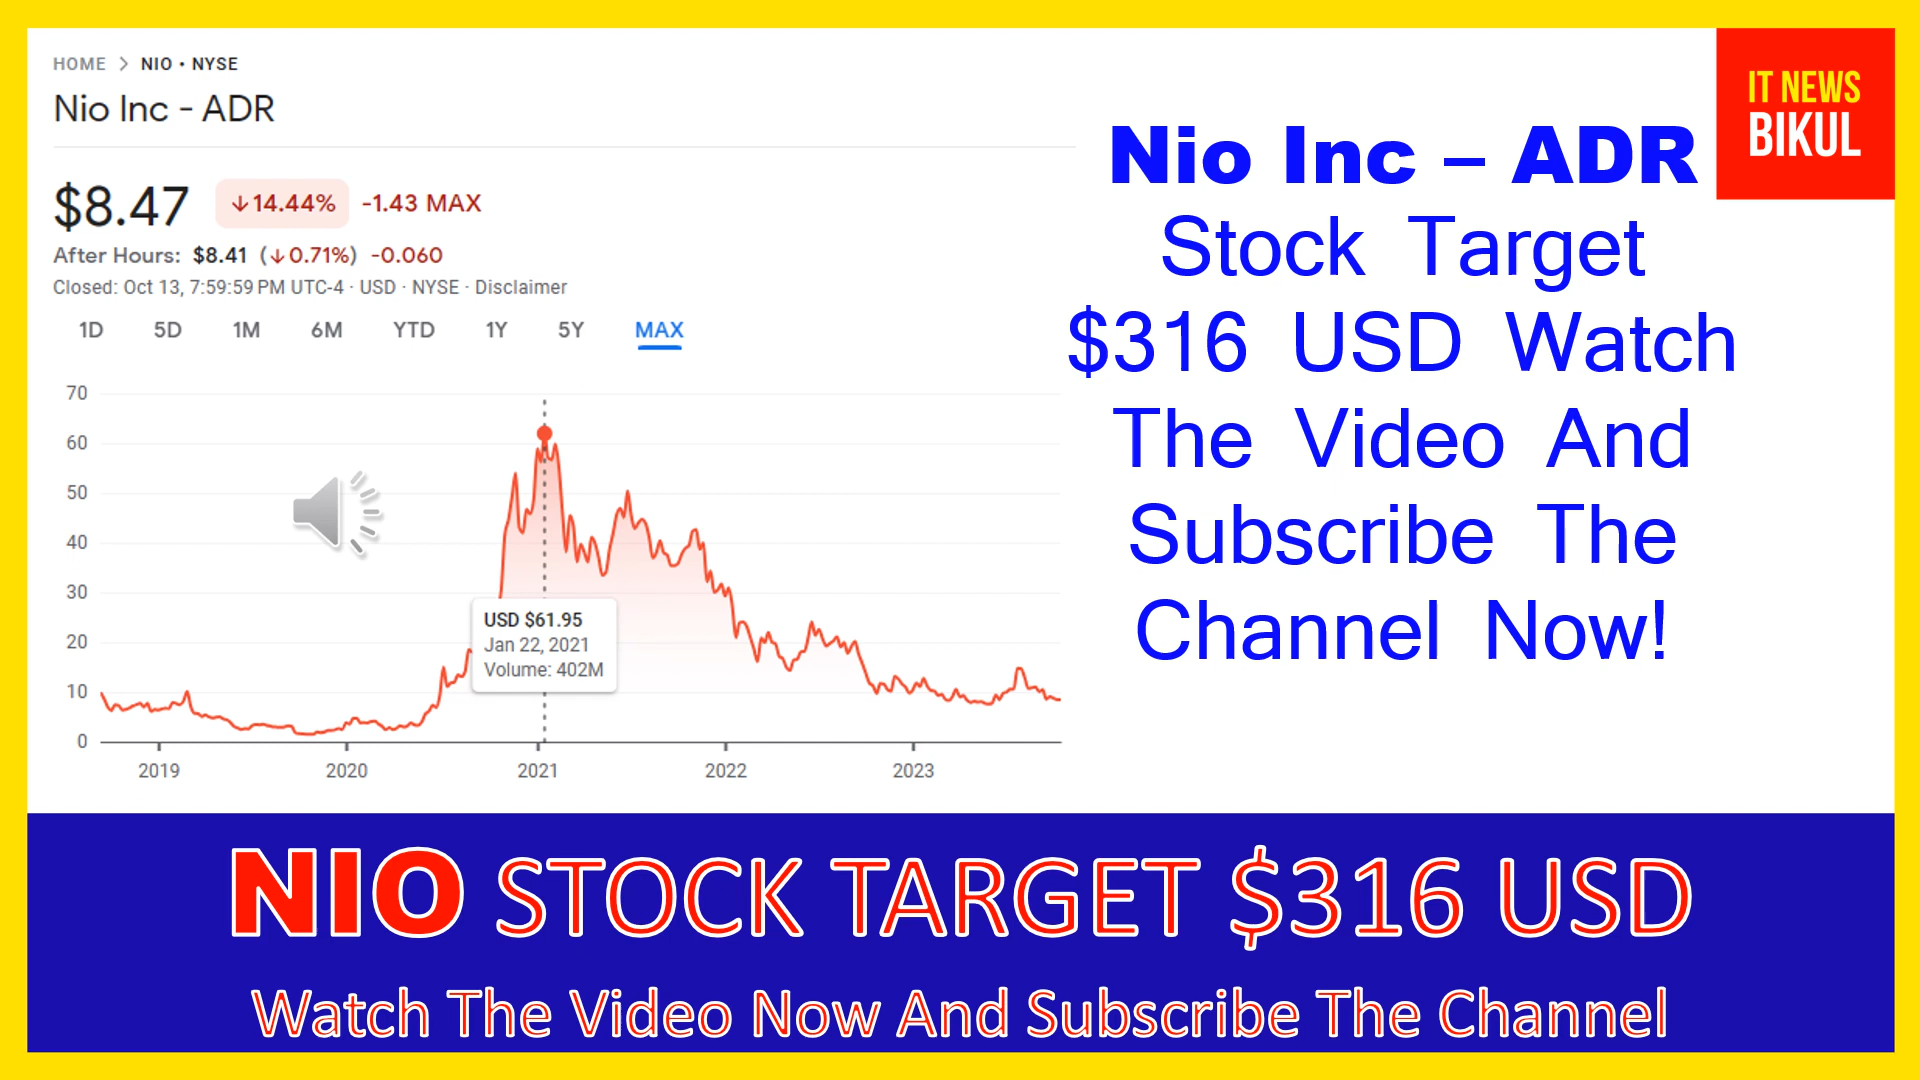 HOME > NIO • NYSE
Nio Inc - ADR
$8.47 ↓14.44% -1.43 MAX
After Hours: $8.41 (↓0.71%) -0.060
Closed: Oct 13, 7:59:59 PM UTC-4 · USD · NYSE · Disclaimer
1D 5D 1M 6M YTD 1Y 5Y MAX
70
60
50
40
30
20
10
0
USD $61.95
Jan 22, 2021
Volume: 402M
2019 2020 2021 2022 2023
Nio Inc – ADR
Stock Target
$316 USD Watch
The Video And
Subscribe The
Channel Now!
IT NEWS
BIKUL
NIO STOCK TARGET $316 USD
Watch The Video Now And Subscribe The Channel